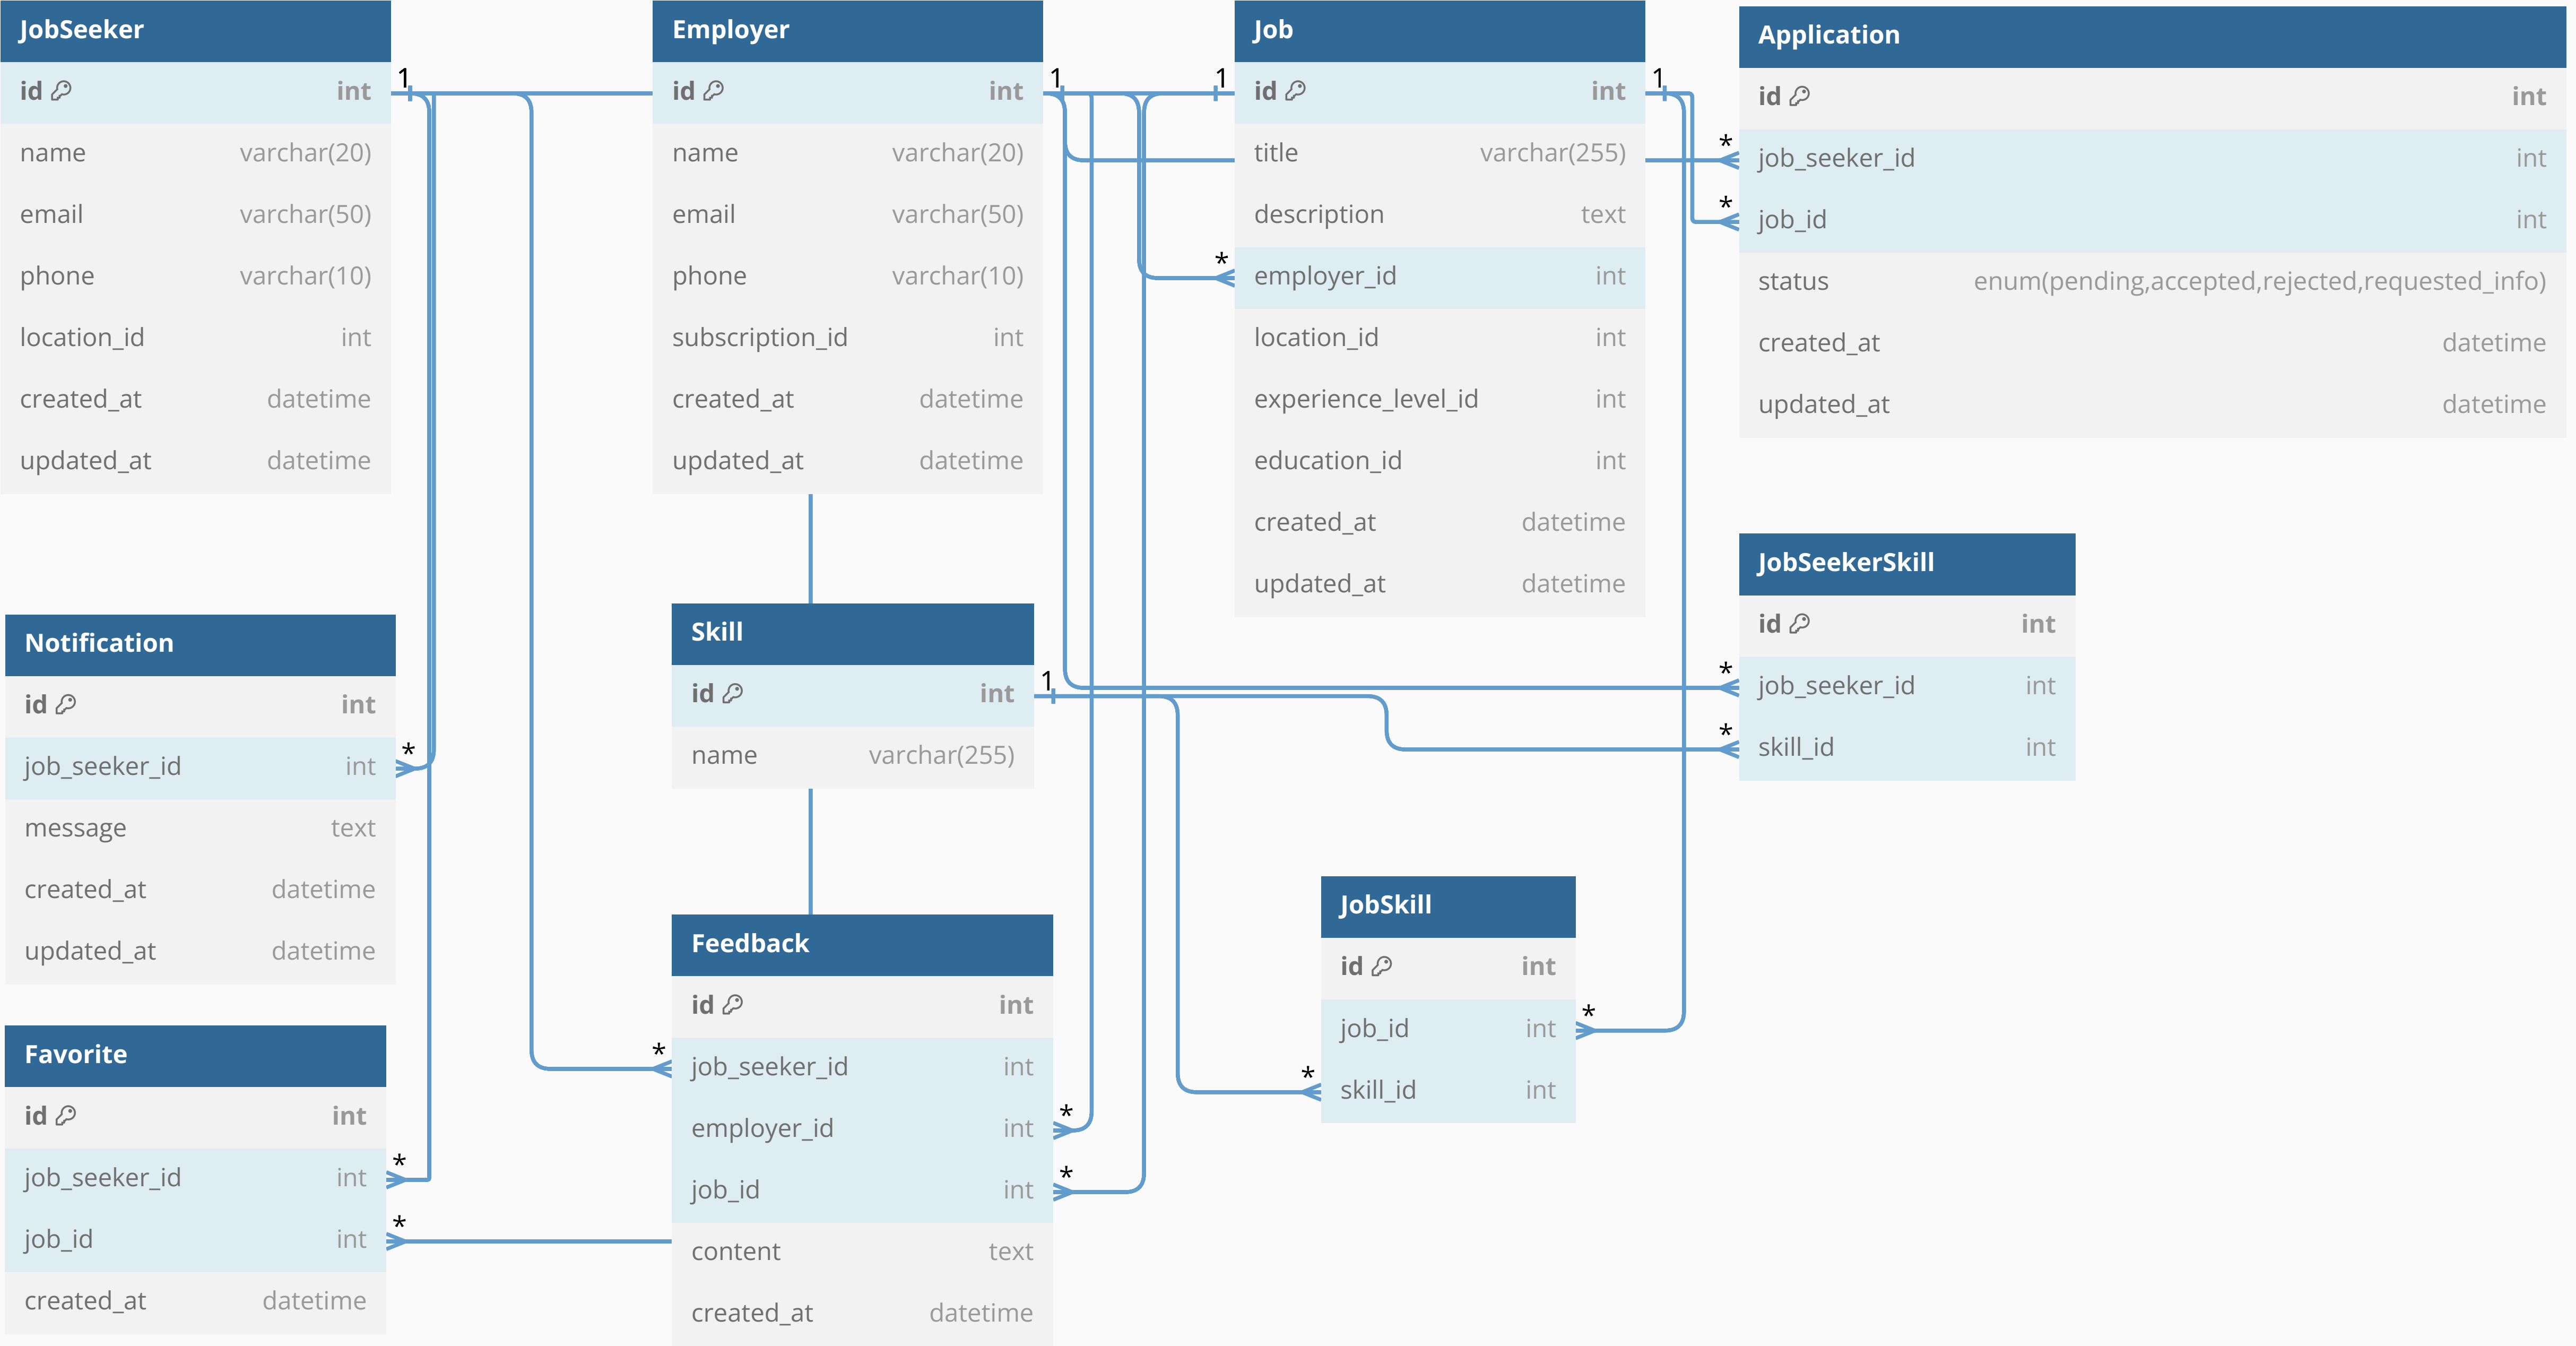 JobSeeker
id int
name varchar(20)
email varchar(50)
phone varchar(10)
location_id int
created_at datetime
updated_at datetime
1
Employer
id int
name varchar(20)
email varchar(50)
phone varchar(10)
subscription_id int
created_at datetime
updated_at datetime
1
1
*
Job
id int
title varchar(255)
description text
employer_id int
location_id int
experience_level_id int
education_id int
created_at datetime
updated_at datetime
1
*
*
Application
id int
job_seeker_id int
job_id int
status enum(pending,accepted,rejected,requested_info)
created_at datetime
updated_at datetime
Notification
id int
job_seeker_id int
message text
created_at datetime
updated_at datetime
*
Skill
id int
name varchar(255)
1
*
*
JobSeekerSkill
id int
job_seeker_id int
skill_id int
Favorite
id int
job_seeker_id int
job_id int
created_at datetime
*
*
*
Feedback
id int
job_seeker_id int
employer_id int
job_id int
content text
created_at datetime
*
*
*
JobSkill
id int
job_id int
skill_id int
*